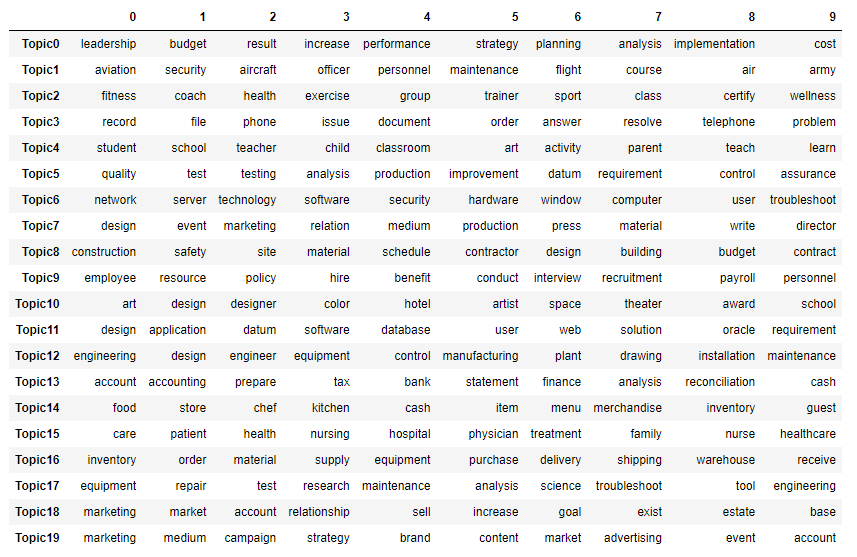 0 1 2 3 4 5 6 7 8 9
Topic0 leadership budget result increase performance strategy planning analysis implementation cost
Topic1 aviation security aircraft officer personnel maintenance flight course air army
Topic2 fitness coach health exercise group trainer sport class certify wellness
Topic3 record file phone issue document order answer resolve telephone problem
Topic4 student school teacher child classroom art activity parent teach learn
Topic5 quality test testing analysis production improvement datum requirement control assurance
Topic6 network server technology software security hardware window computer user troubleshoot
Topic7 design event marketing relation medium production press material write director
Topic8 construction safety site material schedule contractor design building budget contract
Topic9 employee resource policy hire benefit conduct interview recruitment payroll personnel
Topic10 art design designer color hotel artist space theater award school
Topic11 design application datum software database user web solution oracle requirement
Topic12 engineering design engineer equipment control manufacturing plant drawing installation maintenance
Topic13 account accounting prepare tax bank statement finance analysis reconciliation cash
Topic14 food store chef kitchen cash item menu merchandise inventory guest
Topic15 care patient health nursing hospital physician treatment family nurse healthcare
Topic16 inventory order material supply equipment purchase delivery shipping warehouse receive
Topic17 equipment repair test research maintenance analysis science troubleshoot tool engineering
Topic18 marketing market account relationship sell increase goal exist estate base
Topic19 marketing medium campaign strategy brand content market advertising event account